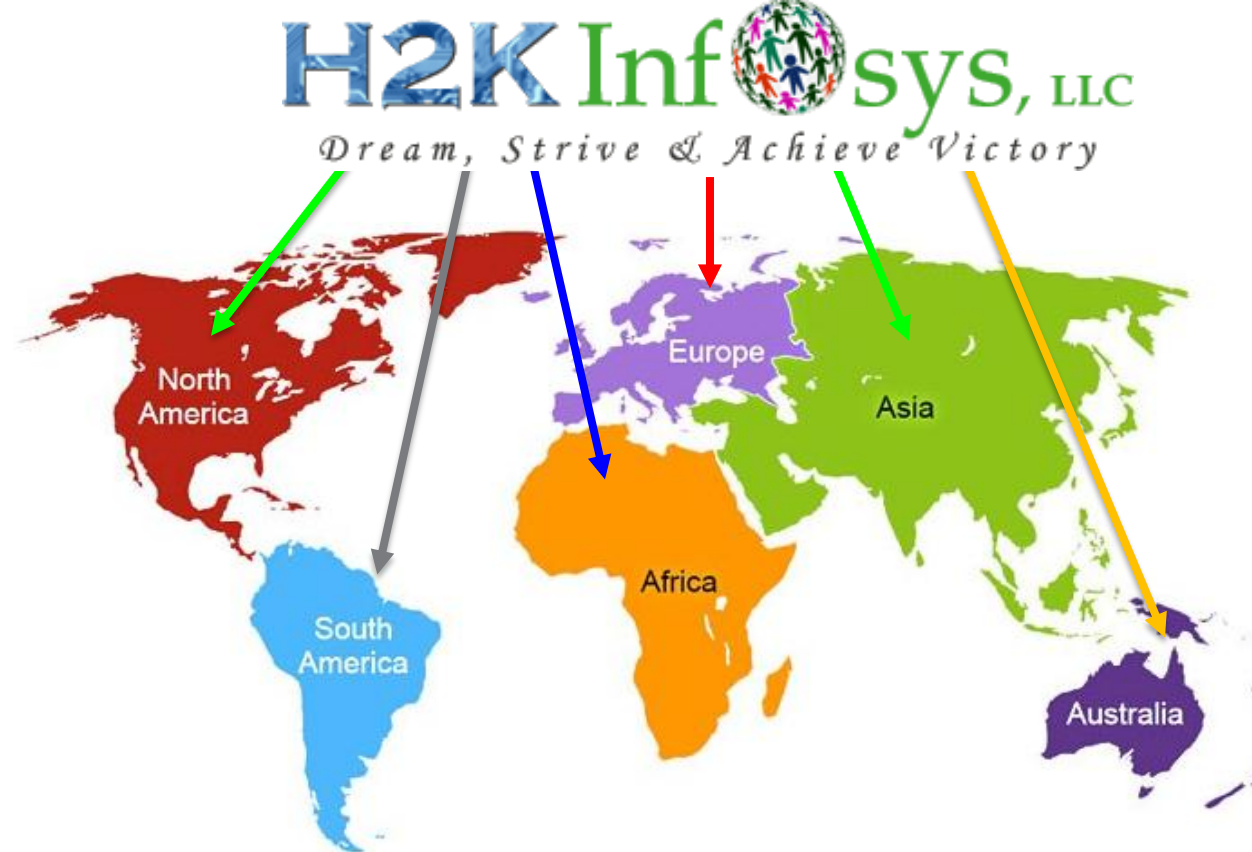 H2K Infosys, LLC
Dream, Strive & Achieve Victory
North
America
Europe
Asia
Africa
South
America
Australia